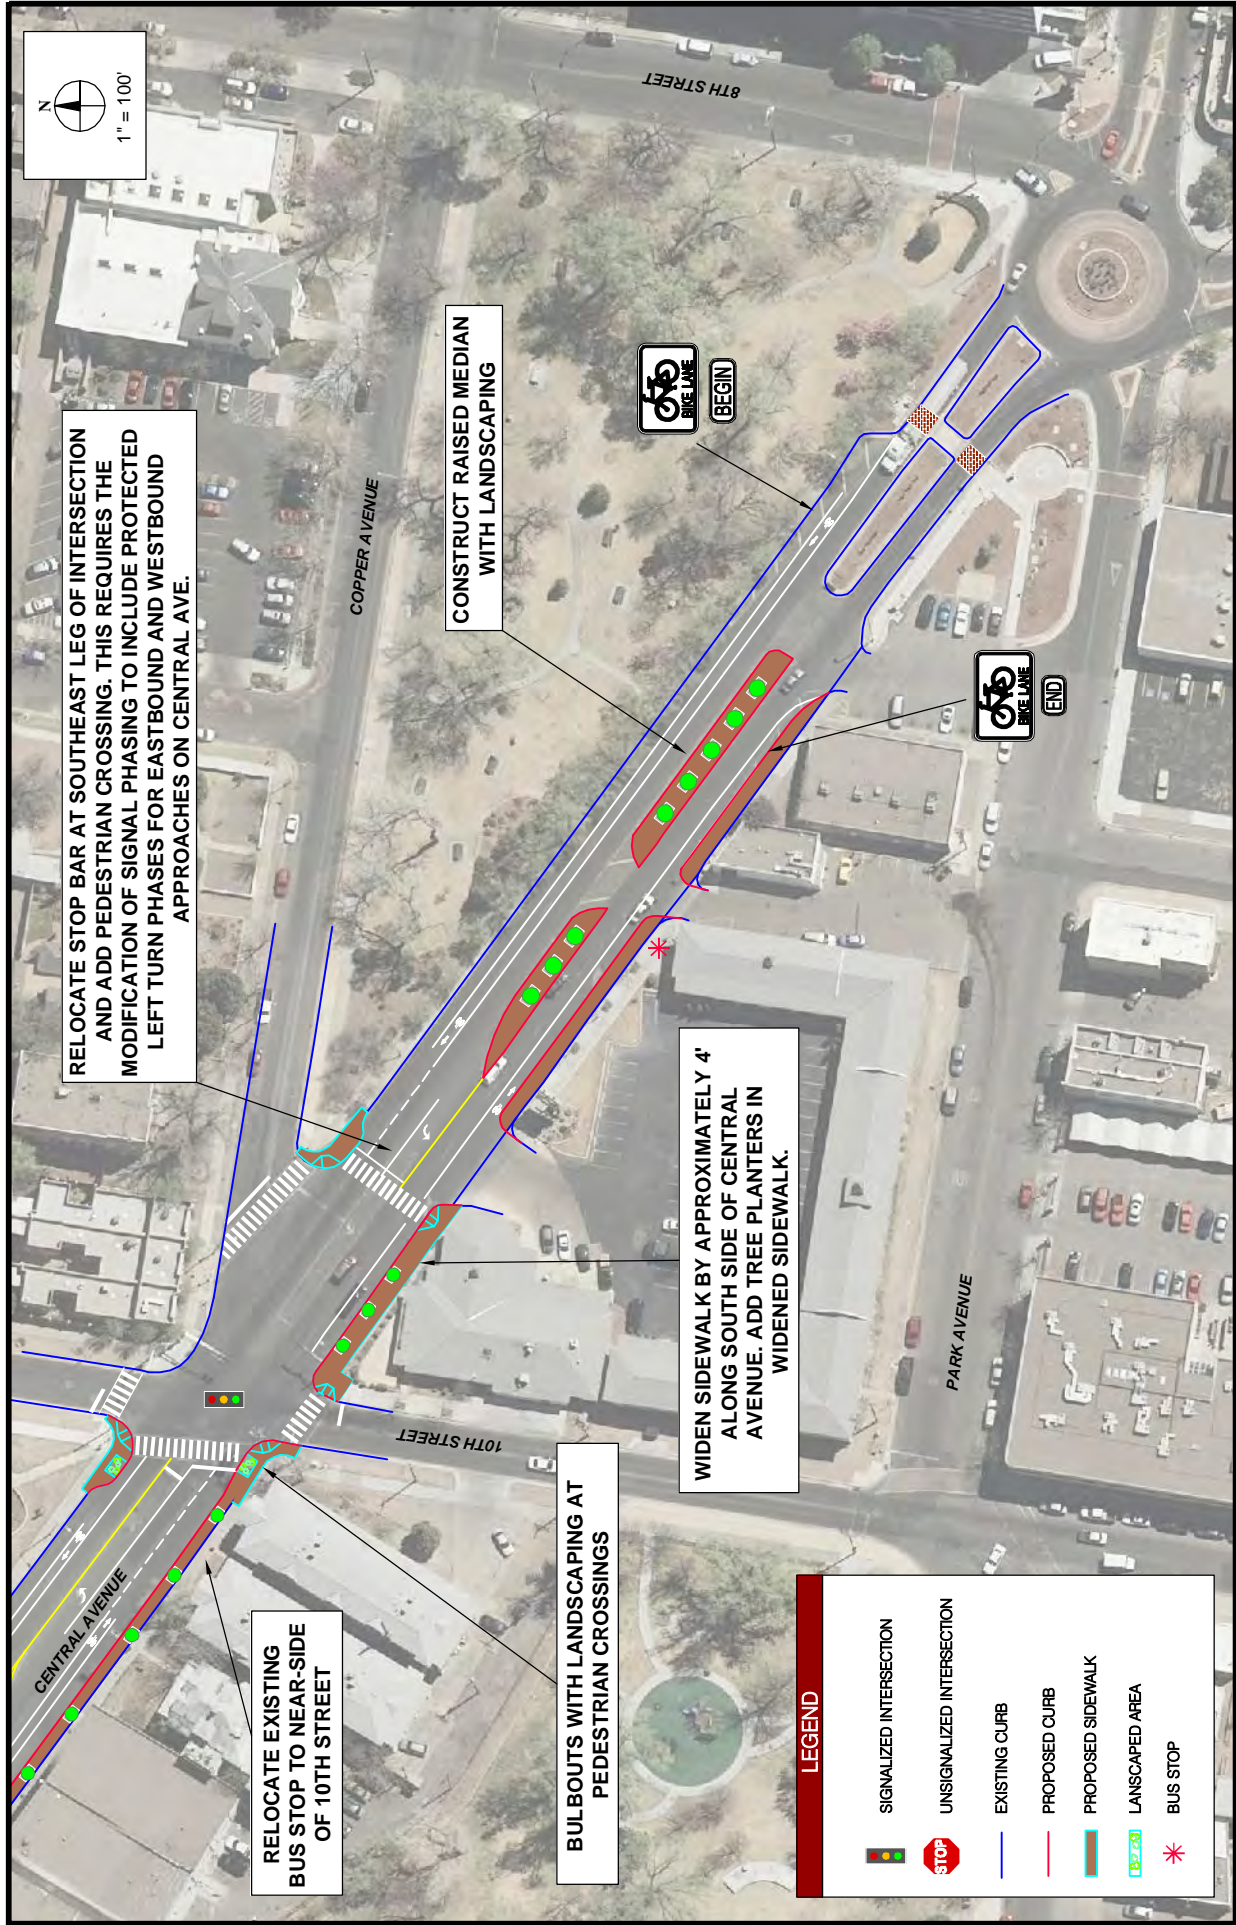 N
1" = 100'
RELOCATE STOP BAR AT SOUTHEAST LEG OF INTERSECTION
AND ADD PEDESTRIAN CROSSING. THIS REQUIRES THE
MODIFICATION OF SIGNAL PHASING TO INCLUDE PROTECTED
LEFT TURN PHASES FOR EASTBOUND AND WESTBOUND
APPROACHES ON CENTRAL AVE.
8TH STREET
COPPER AVENUE
CONSTRUCT RAISED MEDIAN
WITH LANDSCAPING
BIKE LANE
BEGIN
BIKE LANE
END
CENTRAL AVENUE
10TH STREET
PARK AVENUE
WIDEN SIDEWALK BY APPROXIMATELY 4'
ALONG SOUTH SIDE OF CENTRAL
AVENUE. ADD TREE PLANTERS IN
WIDENED SIDEWALK.
RELOCATE EXISTING
BUS STOP TO NEAR-SIDE
OF 10TH STREET
BULBOUTS WITH LANDSCAPING AT
PEDESTRIAN CROSSINGS
LEGEND
SIGNALIZED INTERSECTION
STOP
UNSIGNALIZED INTERSECTION
EXISTING CURB
PROPOSED CURB
PROPOSED SIDEWALK
LANSCAPED AREA
BUS STOP